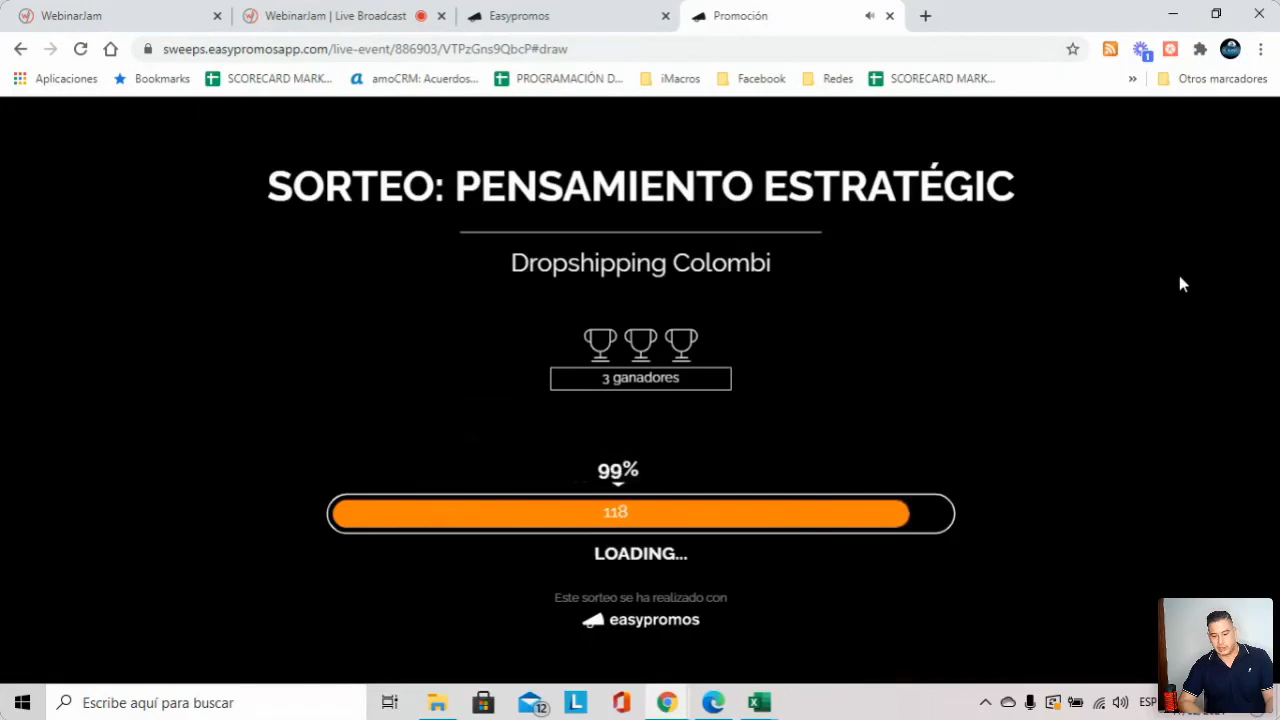 WebinarJam
WebinarJam | Live Broadcast
Easypromos
Promoción
sweeps.easypromosapp.com/live-event/886903/VTPzGns9QbcP#draw
1
Aplicaciones
Bookmarks
SCORECARD MARK...
amoCRM: Acuerdos...
PROGRAMACIÓN D...
iMacros
Facebook
Redes
SCORECARD MARK...
»
Otros marcadores
SORTEO: PENSAMIENTO ESTRATÉGIC
Dropshipping Colombi
3 ganadores
99%
118
LOADING...
Este sorteo se ha realizado con
easypromos
Escribe aquí para buscar
12
L
ESP